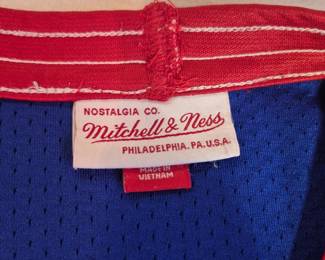 NOSTALGIA CO.
Mitchell & Ness
PHILADELPHIA. PA. U.S.A.
MADE IN
VIETNAM